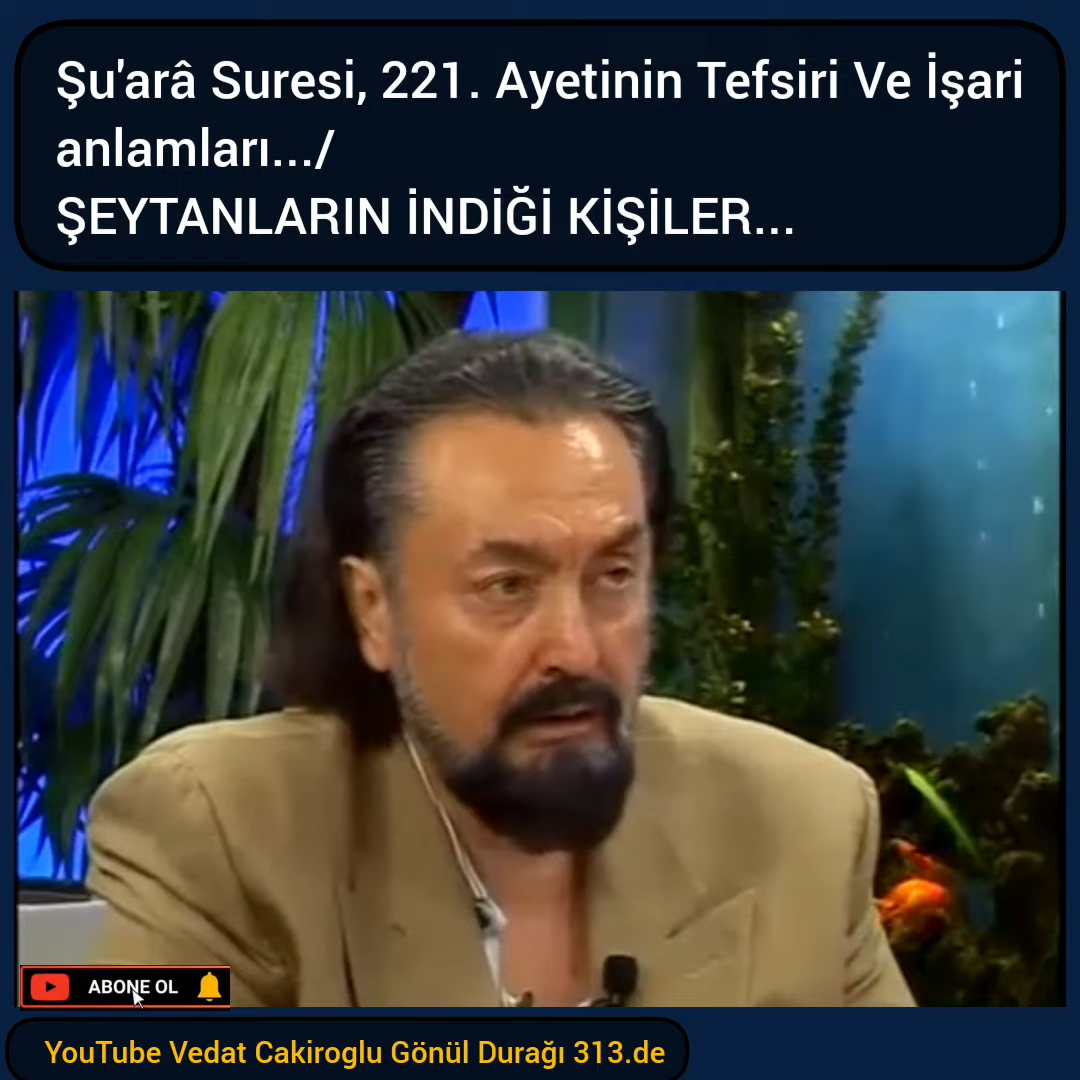 Şu'arâ Suresi, 221. Ayetinin Tefsiri Ve İşari
anlamları.../
ŞEYTANLARIN İNDİĞİ KİŞİLER...
ABONE OL
YouTube Vedat Cakiroglu Gönül Durağı 313.de